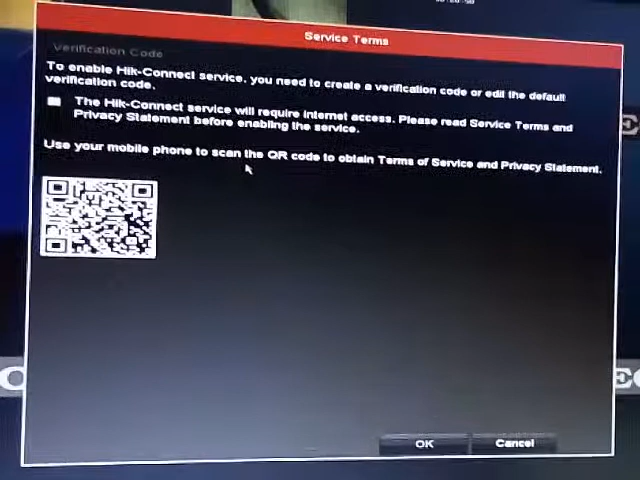 Service Terms
Verification Code
To enable Hik-Connect service, you need to create a verification code or edit the default
verification code.
The Hik-Connect service will require internet access. Please read Service Terms and
Privacy Statement before enabling the service.
Use your mobile phone to scan the QR code to obtain Terms of Service and Privacy Statement.
OK
Cancel